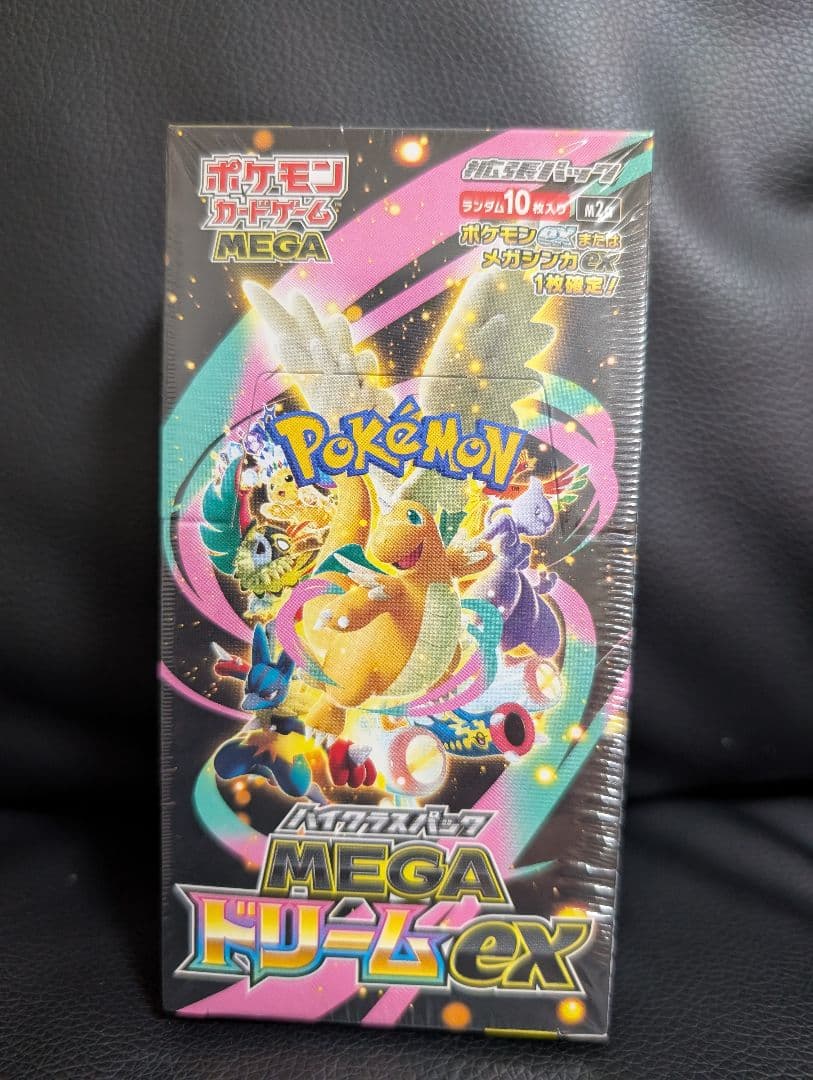 ポケモン
カードゲーム
MEGA
拡張パック
ランダム10枚入り M2a
ポケモンexまたは
メガシンカex
1枚確定!
POKéMON
ハイクラスパック
MEGA
ドリームex